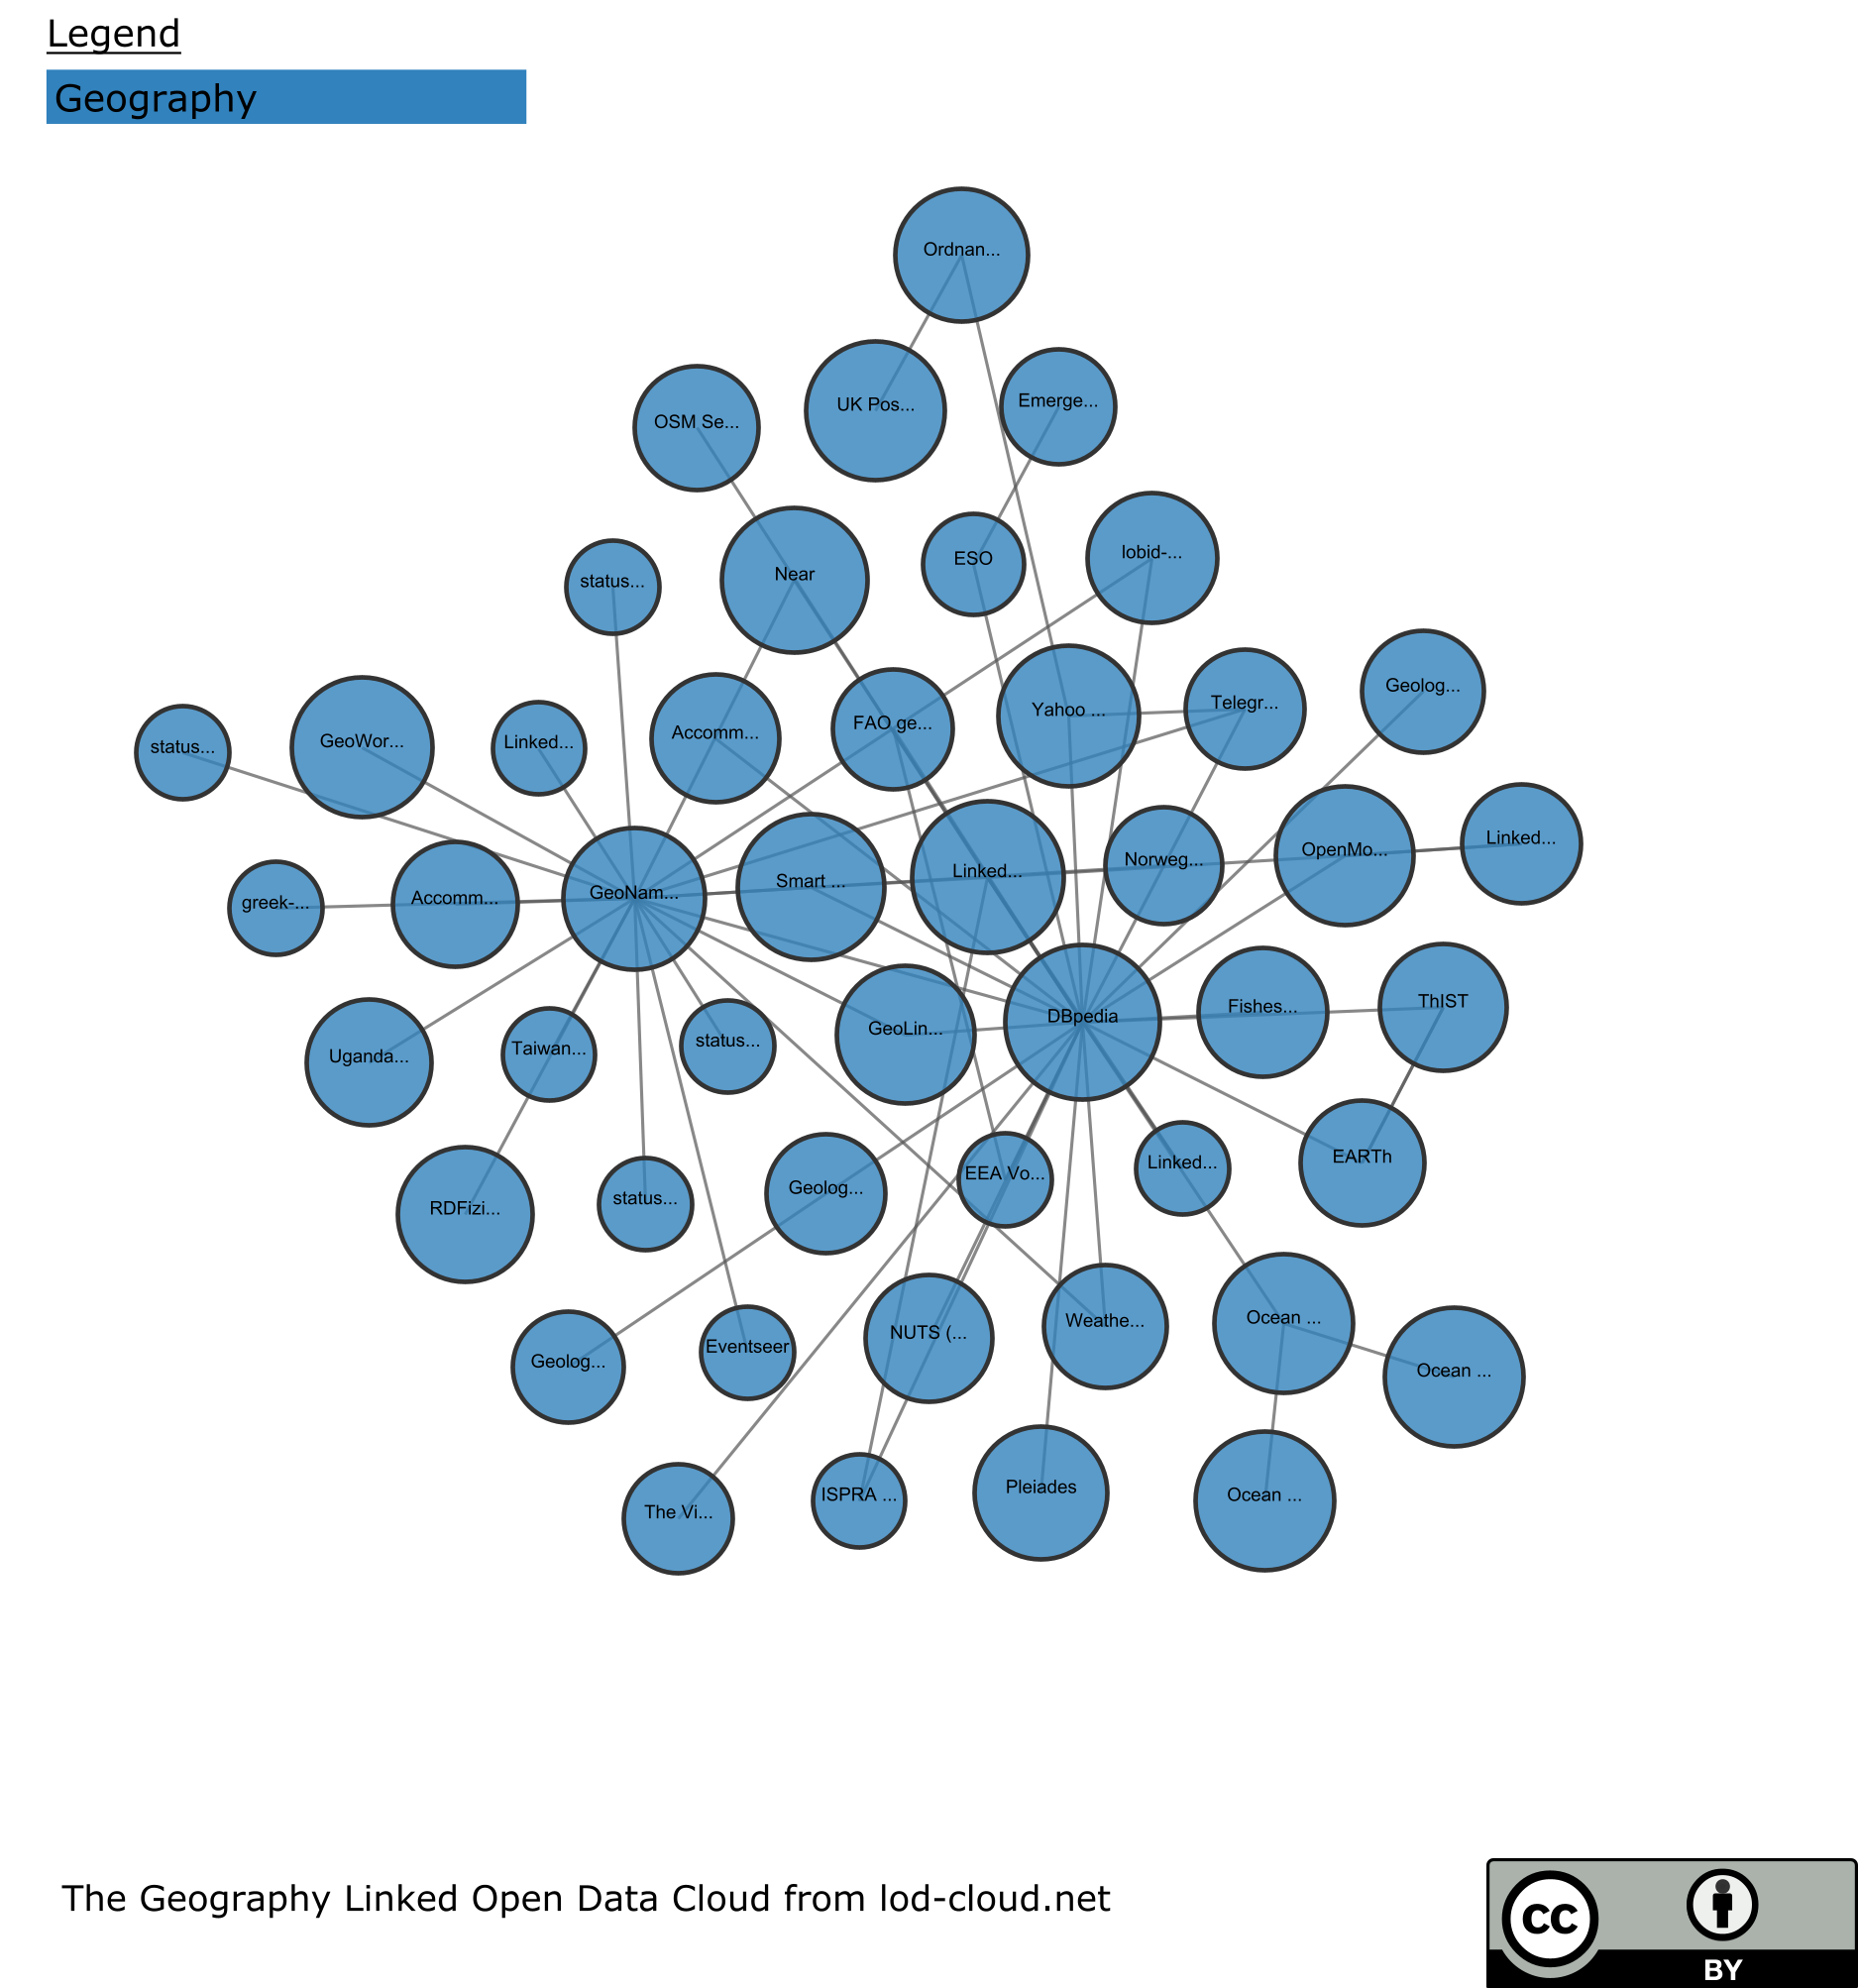 Legend
Geography
Ordnan...
UK Pos...
Emerge...
OSM Se...
lobid-...
ESO
Near
status...
Geolog...
Telegr...
Yahoo ...
FAO ge...
Accomm...
Linked...
GeoWor...
status...
Linked...
OpenMo...
Norweg...
Linked...
Smart ...
GeoNam...
Accomm...
greek-...
ThIST
Fishes...
DBpedia
GeoLin...
status...
Taiwan...
Uganda...
EARTh
Linked...
EEA Vo...
Geolog...
status...
RDFizi...
Ocean ...
Weathe...
NUTS (...
Eventseer
Geolog...
Ocean ...
Pleiades
Ocean ...
ISPRA ...
The Vi...
The Geography Linked Open Data Cloud from lod-cloud.net
cc
BY